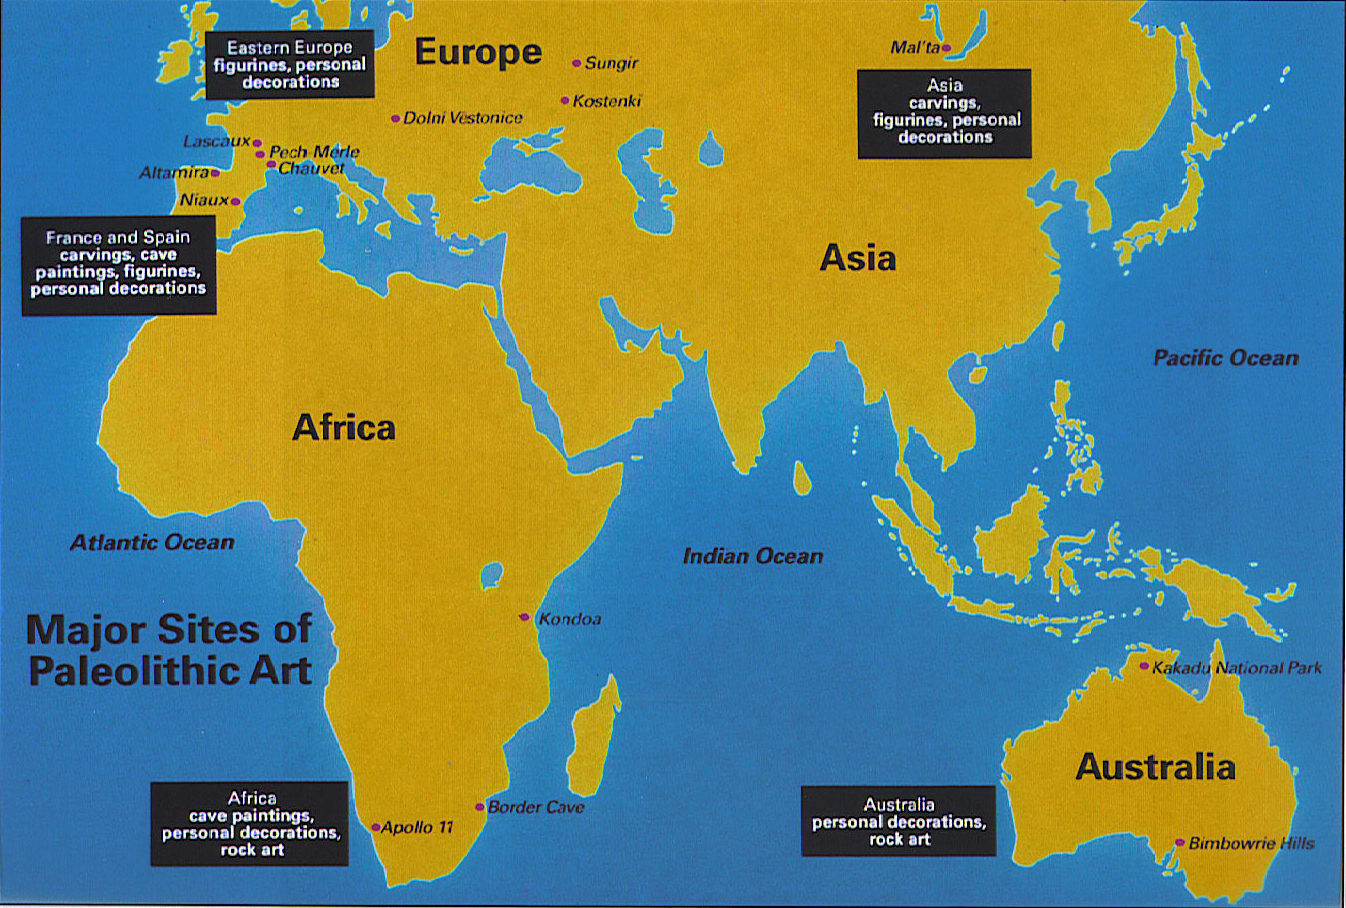 Eastern Europe
figurines, personal
decorations
Europe
Sungir
Kostenki
Dolni Vestonice
Mal'ta
Asia
carvings,
figurines, personal
decorations
Lascaux
Pech Merle
Chauvet
Altamira
Niaux
France and Spain
carvings, cave
paintings, figurines,
personal decorations
Asia
Pacific Ocean
Africa
Atlantic Ocean
Indian Ocean
Major Sites of
Paleolithic Art
Kondoa
Kakadu National Park
Australia
Africa
cave paintings,
personal decorations,
rock art
Border Cave
Apollo 11
Australia
personal decorations,
rock art
Bimbowrie Hills